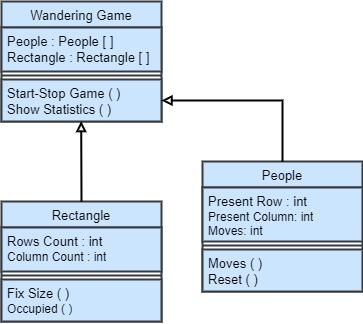 Wandering Game
People : People [ ]
Rectangle : Rectangle [ ]
Start-Stop Game ( )
Show Statistics ( )
People
Present Row : int
Present Column: int
Moves: int
Moves ( )
Reset ( )
Rectangle
Rows Count : int
Column Count : int
Fix Size ( )
Occupied ( )